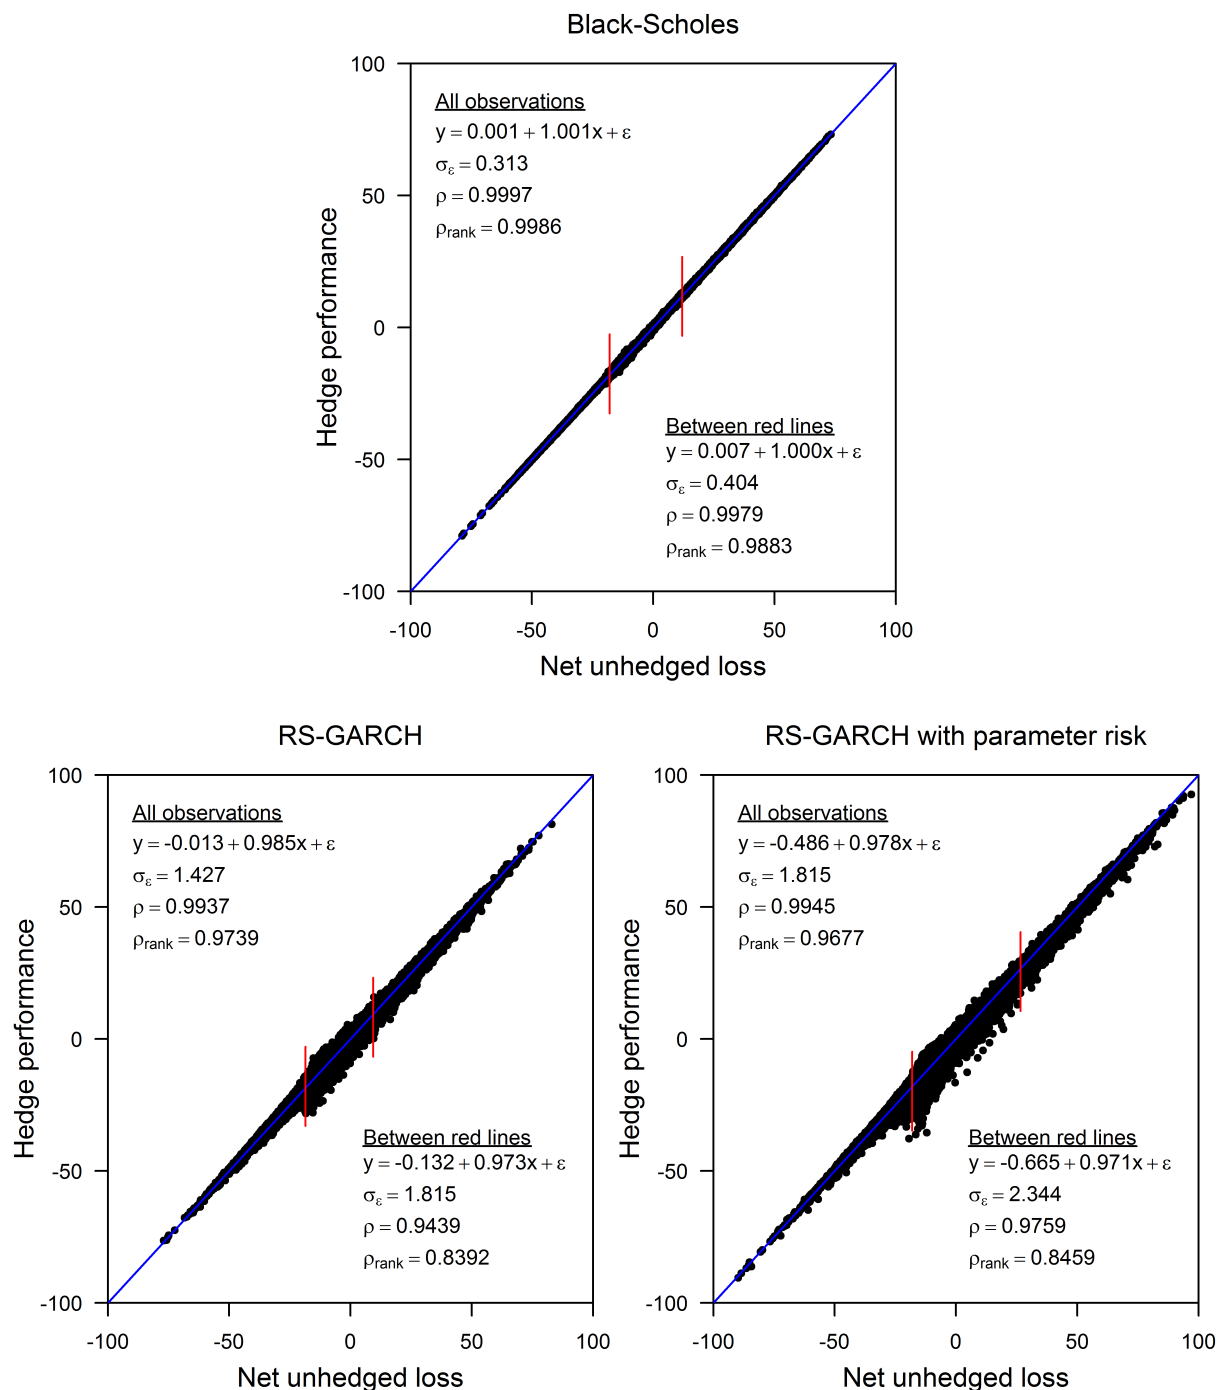 Black-Scholes
100
50
0
-50
-100
Hedge performance
All observations
y = 0.001 + 1.001x + ε
σε = 0.313
ρ = 0.9997
ρrank = 0.9986
Between red lines
y = 0.007 + 1.000x + ε
σε = 0.404
ρ = 0.9979
ρrank = 0.9883
-100 -50 0 50 100
Net unhedged loss
RS-GARCH
100
50
0
-50
-100
Hedge performance
All observations
y = -0.013 + 0.985x + ε
σε = 1.427
ρ = 0.9937
ρrank = 0.9739
Between red lines
y = -0.132 + 0.973x + ε
σε = 1.815
ρ = 0.9439
ρrank = 0.8392
-100 -50 0 50 100
Net unhedged loss
RS-GARCH with parameter risk
100
50
0
-50
-100
Hedge performance
All observations
y = -0.486 + 0.978x + ε
σε = 1.815
ρ = 0.9945
ρrank = 0.9677
Between red lines
y = -0.665 + 0.971x + ε
σε = 2.344
ρ = 0.9759
ρrank = 0.8459
-100 -50 0 50 100
Net unhedged loss